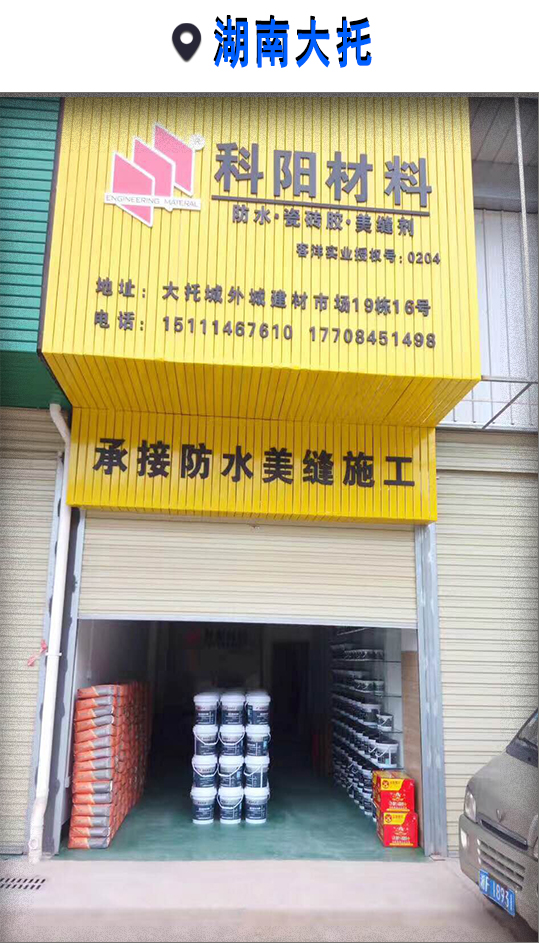 湖南大托
科阳材料
ENGINEERING MATERIAL
防水·瓷砖胶·美缝剂
客洋实业授权号:0204
地址:大托城外城建材市场19栋16号
电话:15111467610 17708451498
承接防水美缝施工